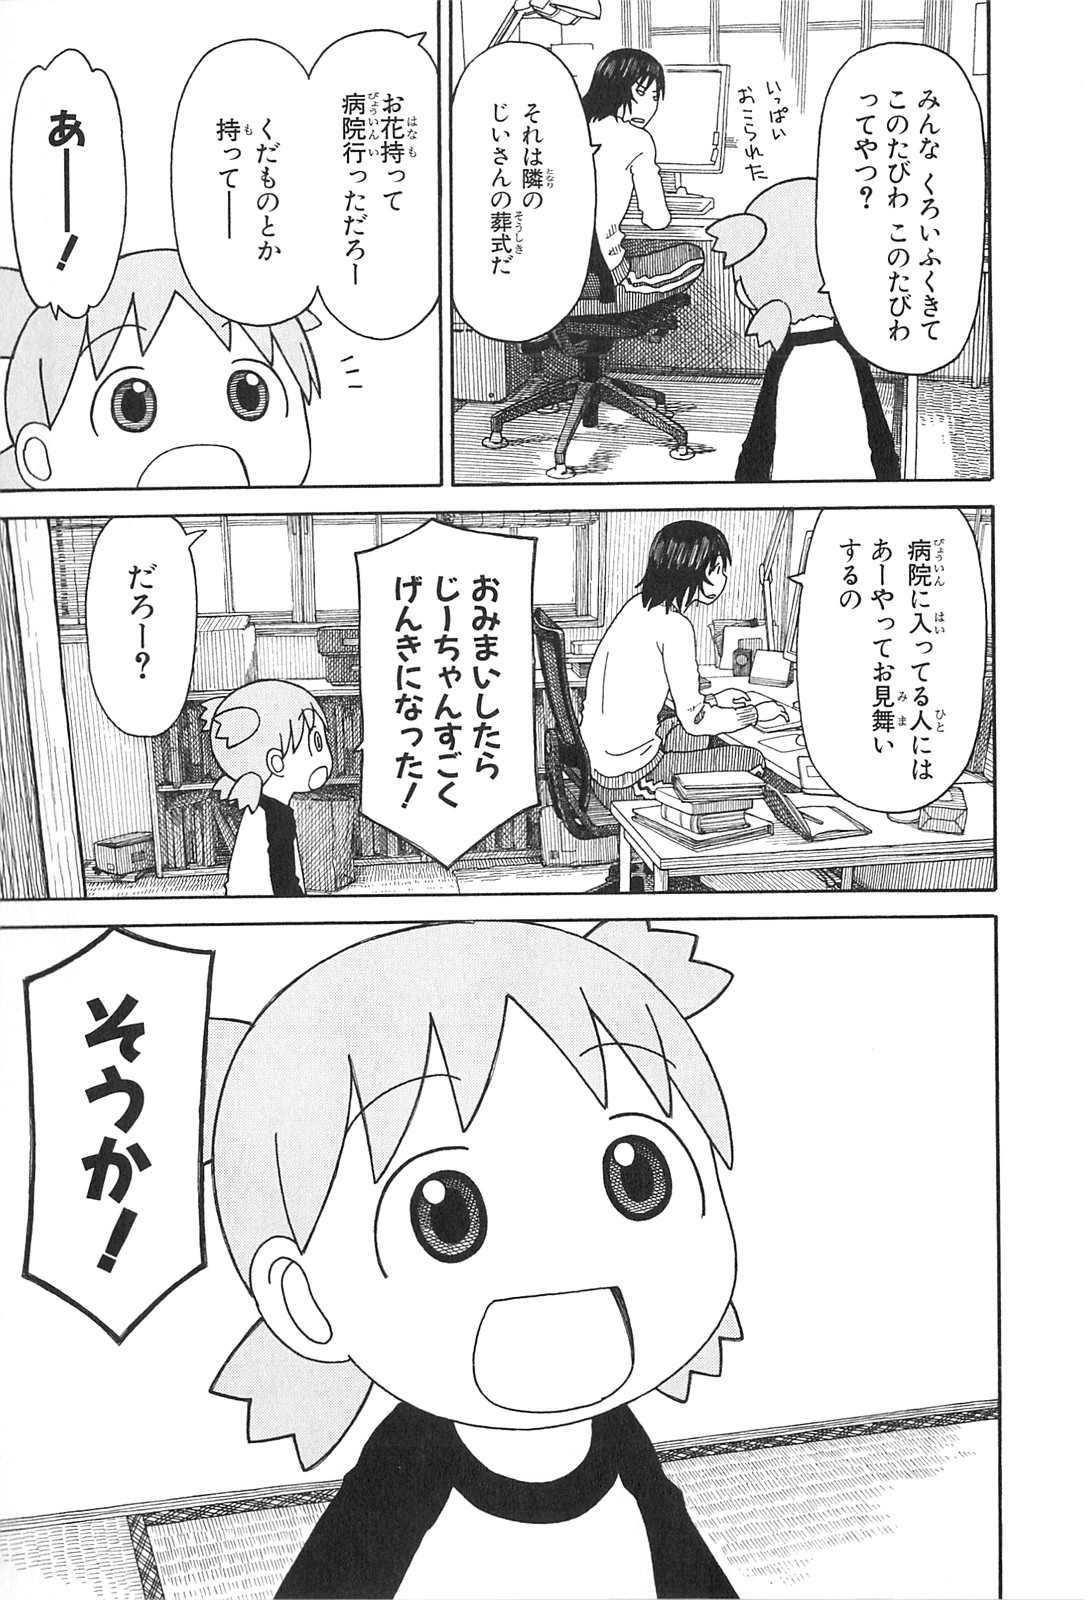 みんな くろいふくきて
このたびわ このたびわ
ってやつ？
いっぱい
おこられた
それは隣の
じいさんの葬式だ
お花持って
病院行っただろー
くだものとか
持ってー
あーー！
病院に入ってる人には
あーやってお見舞い
するの
おみまいしたら
じーちゃんすごく
げんきになった！
だろー？
そうか！